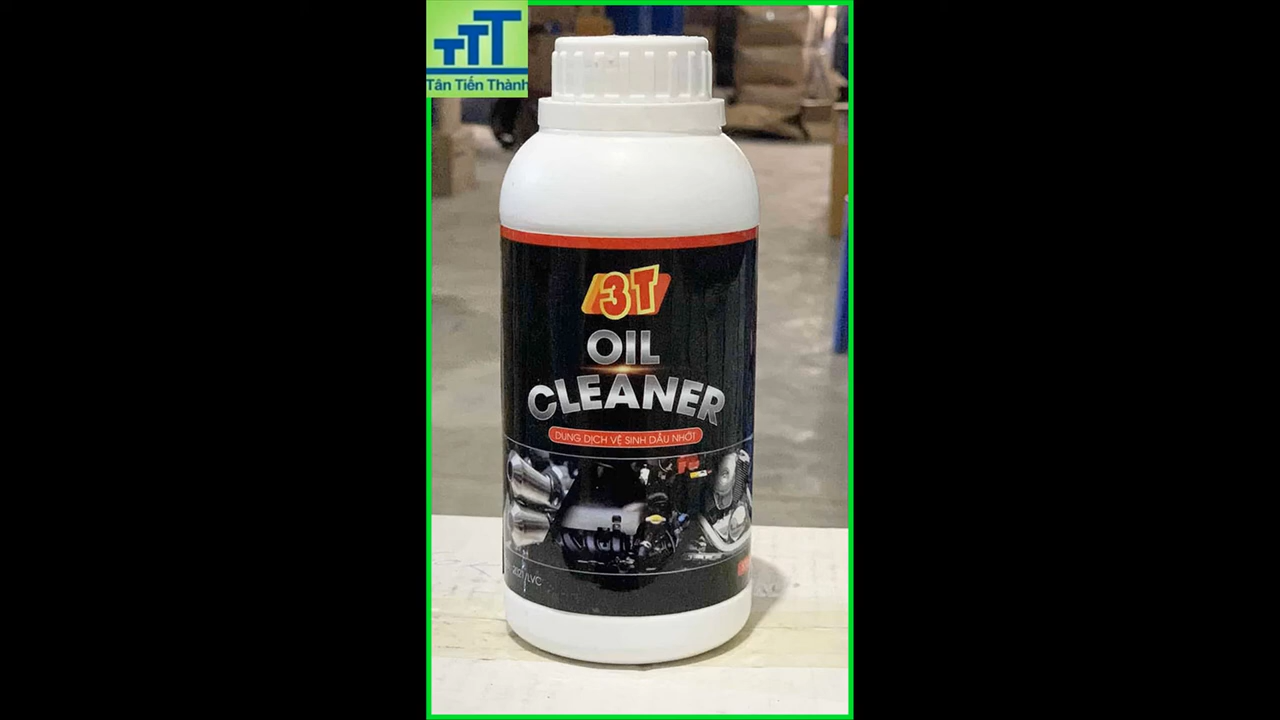 TTT
Tân Tiến Thành
3T
OIL
CLEANER
DUNG DỊCH VỆ SINH DẦU NHỚT